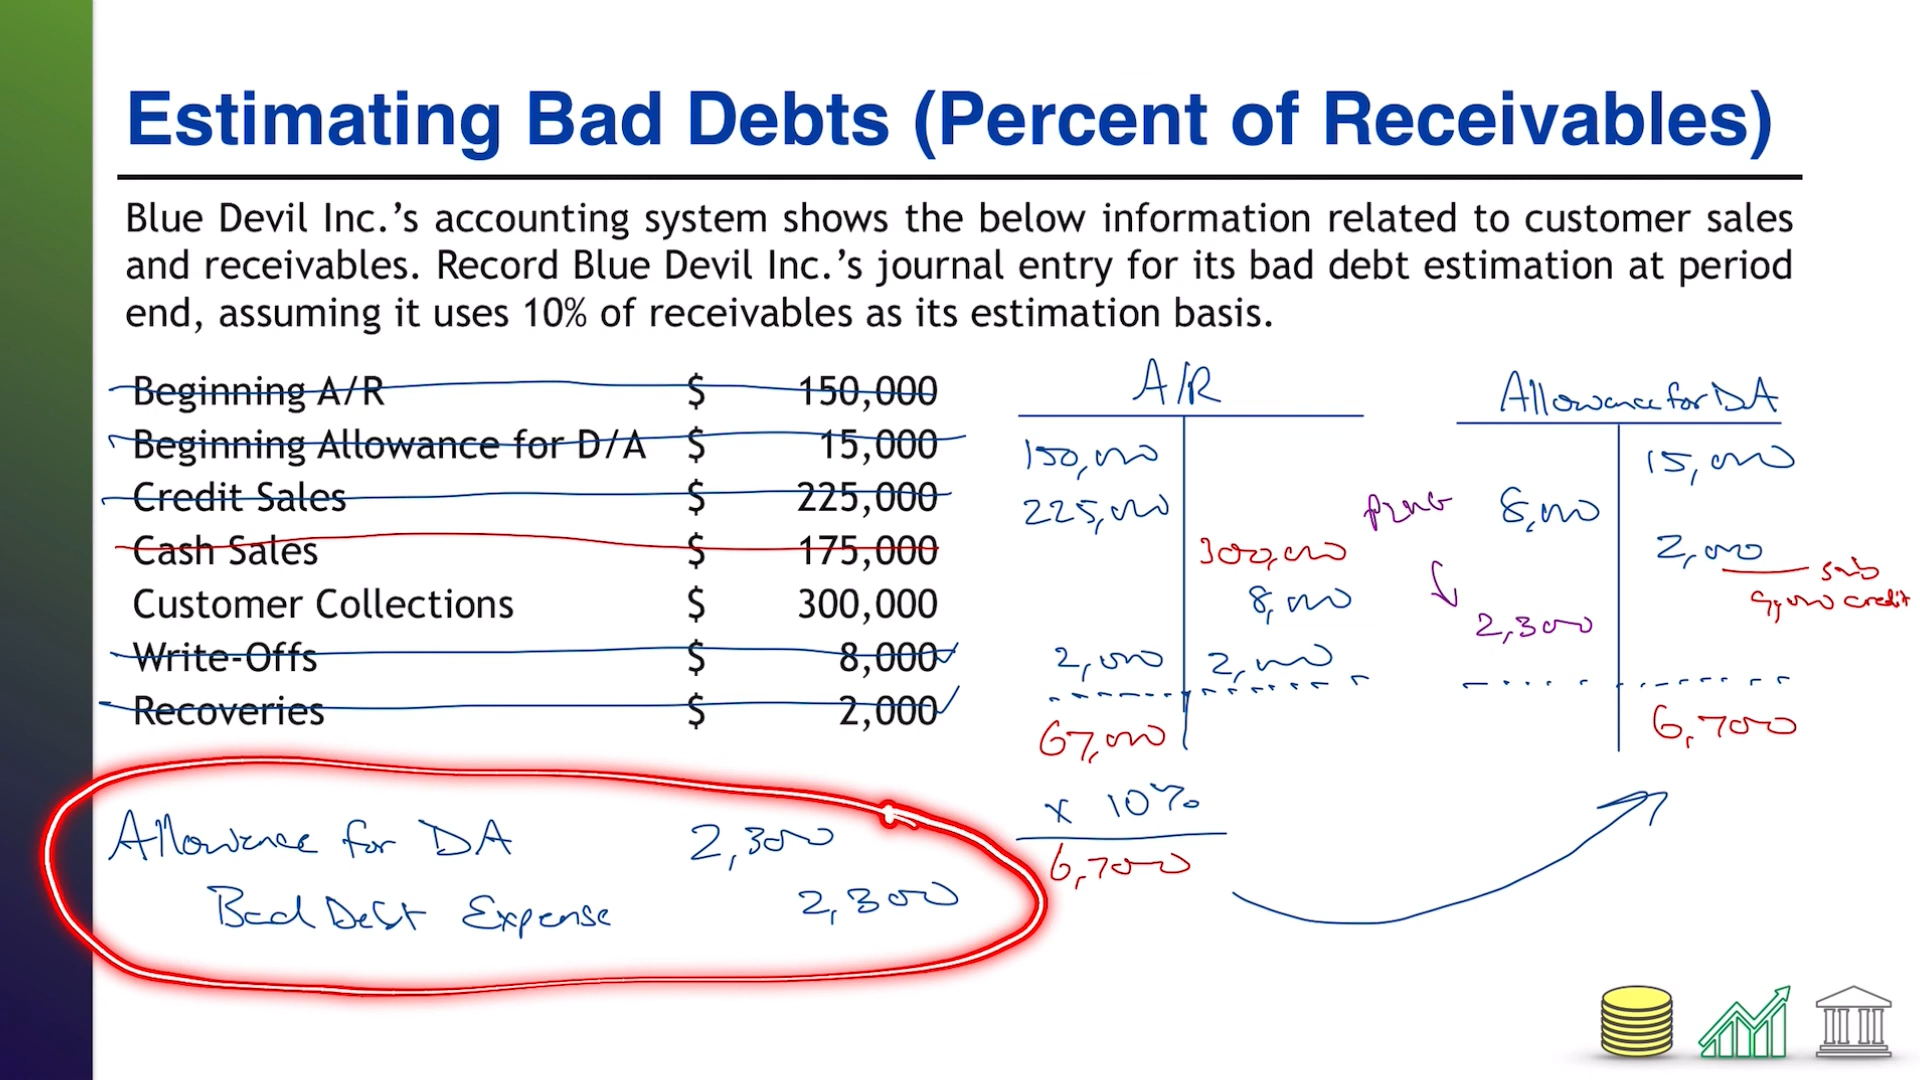 Estimating Bad Debts (Percent of Receivables)
Blue Devil Inc.’s accounting system shows the below information related to customer sales
and receivables. Record Blue Devil Inc.’s journal entry for its bad debt estimation at period
end, assuming it uses 10% of receivables as its estimation basis.
Beginning A/R $ 150,000
Beginning Allowance for D/A $ 15,000
Credit Sales $ 225,000
Cash Sales $ 175,000
Customer Collections $ 300,000
Write-Offs $ 8,000
Recoveries $ 2,000
Allowance for DA 2,300
Bad Debt Expense 2,300
A/R
150,000
225,000
300,000
8,000
2,000 2,000
67,000
x 10%
6,700
Allowance for DA
15,000
PLUG 8,000
2,000
sub
9,000 credit
2,300
6,700